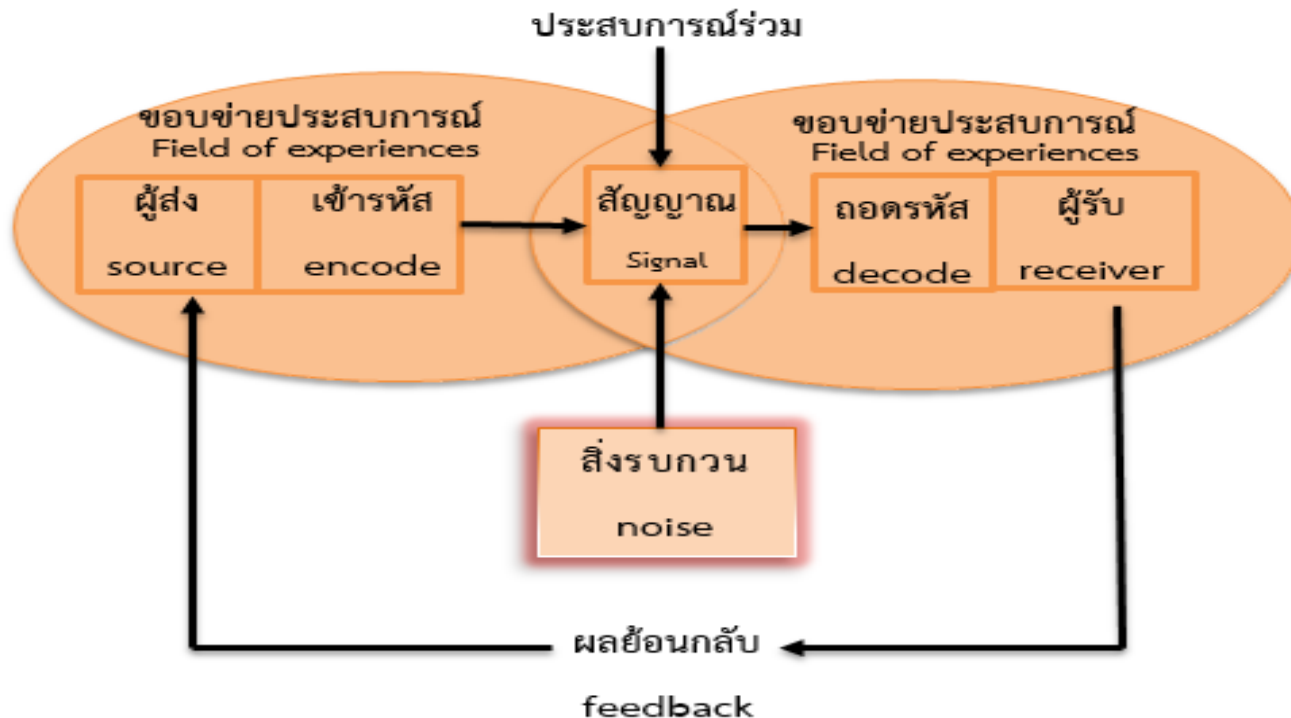 ประสบการณ์ร่วม
ขอบข่ายประสบการณ์
Field of experiences
ผู้ส่ง
source
เข้ารหัส
encode
สัญญาณ
Signal
ขอบข่ายประสบการณ์
Field of experiences
ถอดรหัส
decode
ผู้รับ
receiver
สิ่งรบกวน
noise
ผลย้อนกลับ
feedback